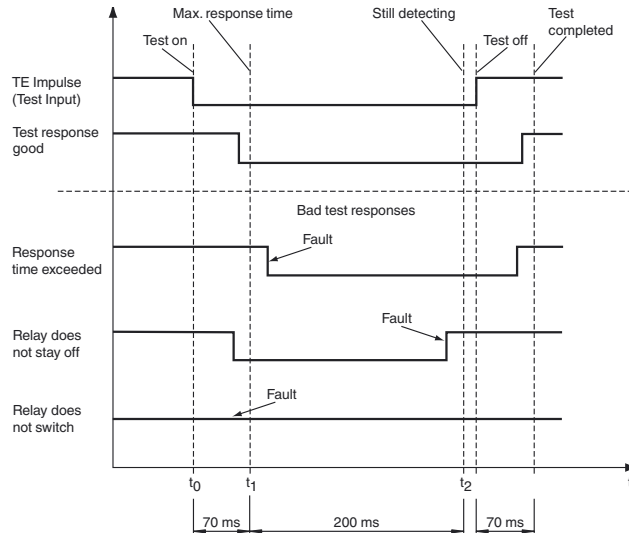 Max. response time
Still detecting
Test
completed
Test on
Test off
TE Impulse
(Test Input)
Test response
good
Bad test responses
Response
time exceeded
Fault
Relay does
not stay off
Fault
Relay does
not switch
Fault
t0
t1
t2
t
70 ms
200 ms
70 ms